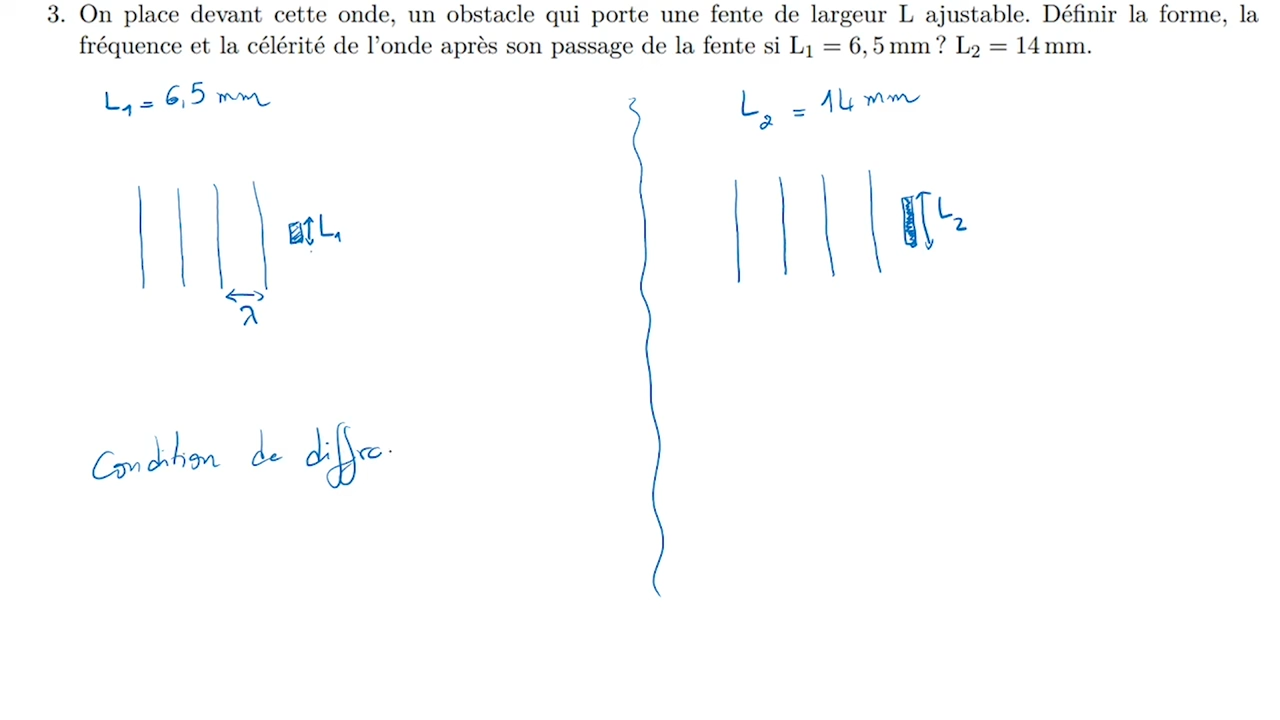 3. On place devant cette onde, un obstacle qui porte une fente de largeur L ajustable. Définir la forme, la
fréquence et la célérité de l'onde après son passage de la fente si L₁ = 6, 5 mm ? L₂ = 14 mm.
L₁ = 6,5 mm
L₂ = 14 mm
L₁
L₂
λ
Condition de diffrc.